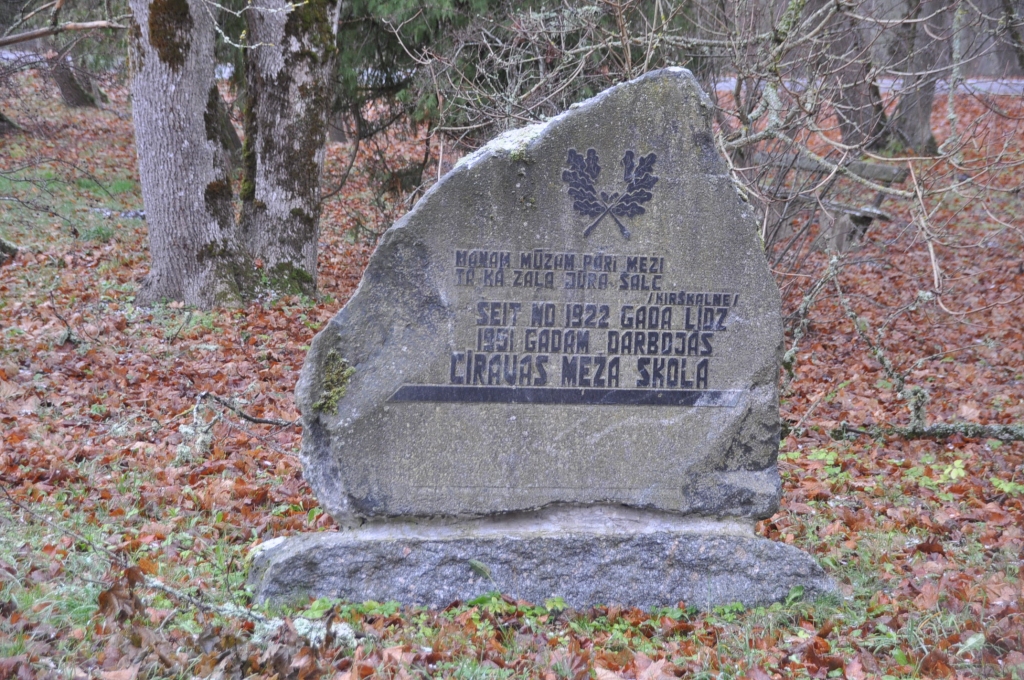 MANAM MŪŽAM PĀRI MEŽI
TĀ KĀ ZAĻA JŪRA ŠALC
/KIRŠKALNE/
ŠEIT NO 1922 GADA LĪDZ
1951 GADAM DARBOJĀS
CĪRAVAS MEŽA SKOLA